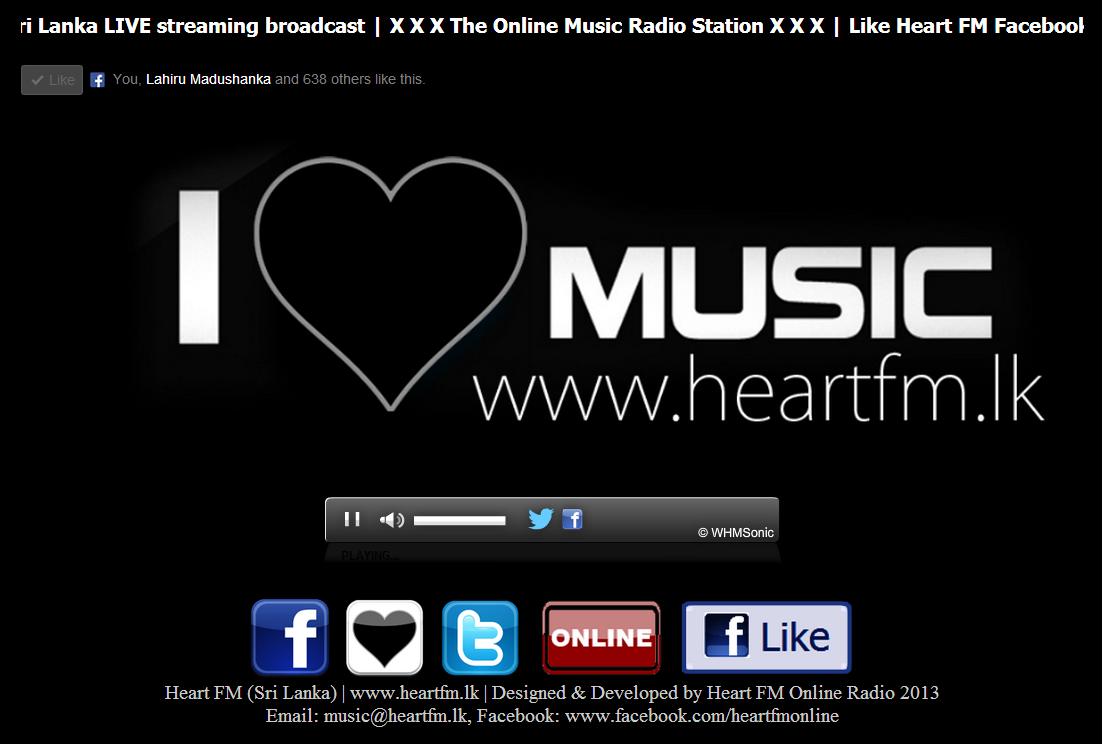 ri Lanka LIVE streaming broadcast | X X X The Online Music Radio Station X X X | Like Heart FM Facebook
Like You, Lahiru Madushanka and 638 others like this.
I MUSIC
www.heartfm.lk
© WHMSonic
PLAYING...
ONLINE Like
Heart FM (Sri Lanka) | www.heartfm.lk | Designed & Developed by Heart FM Online Radio 2013
Email: music@heartfm.lk, Facebook: www.facebook.com/heartfmonline